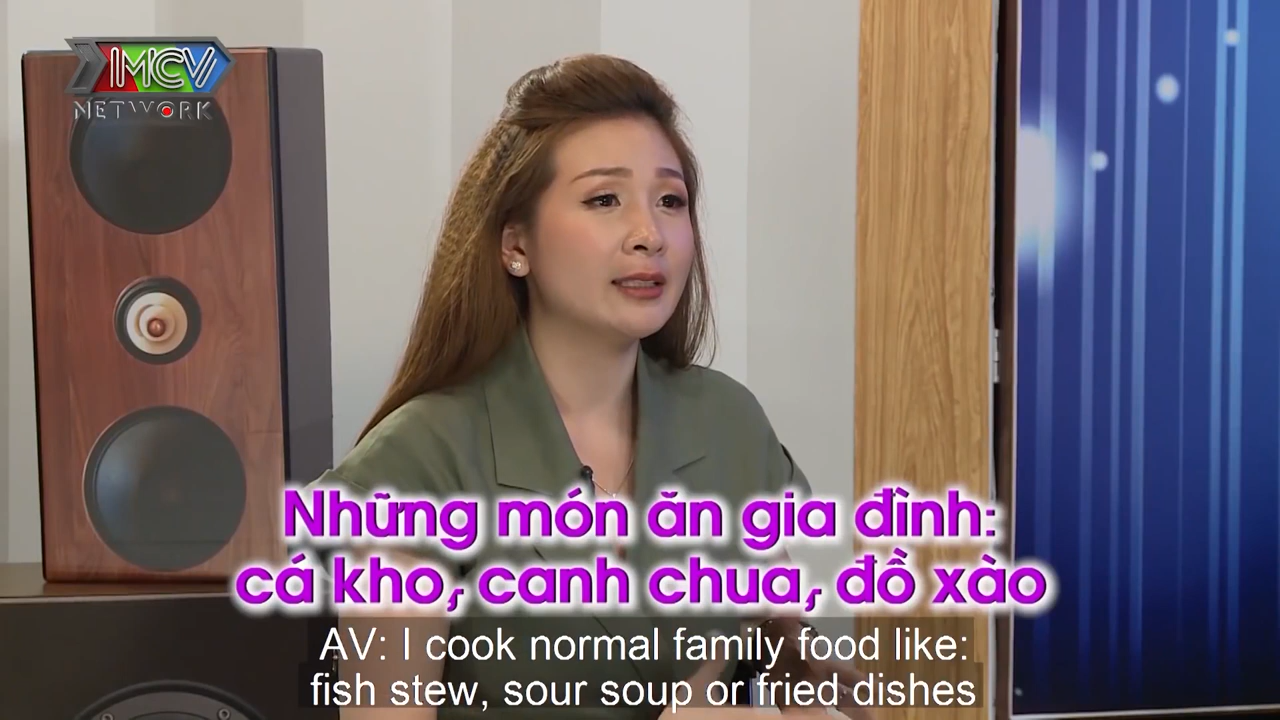 MCV
NETWORK
Những món ăn gia đình:
cá kho, canh chua, đồ xào
AV: I cook normal family food like:
fish stew, sour soup or fried dishes